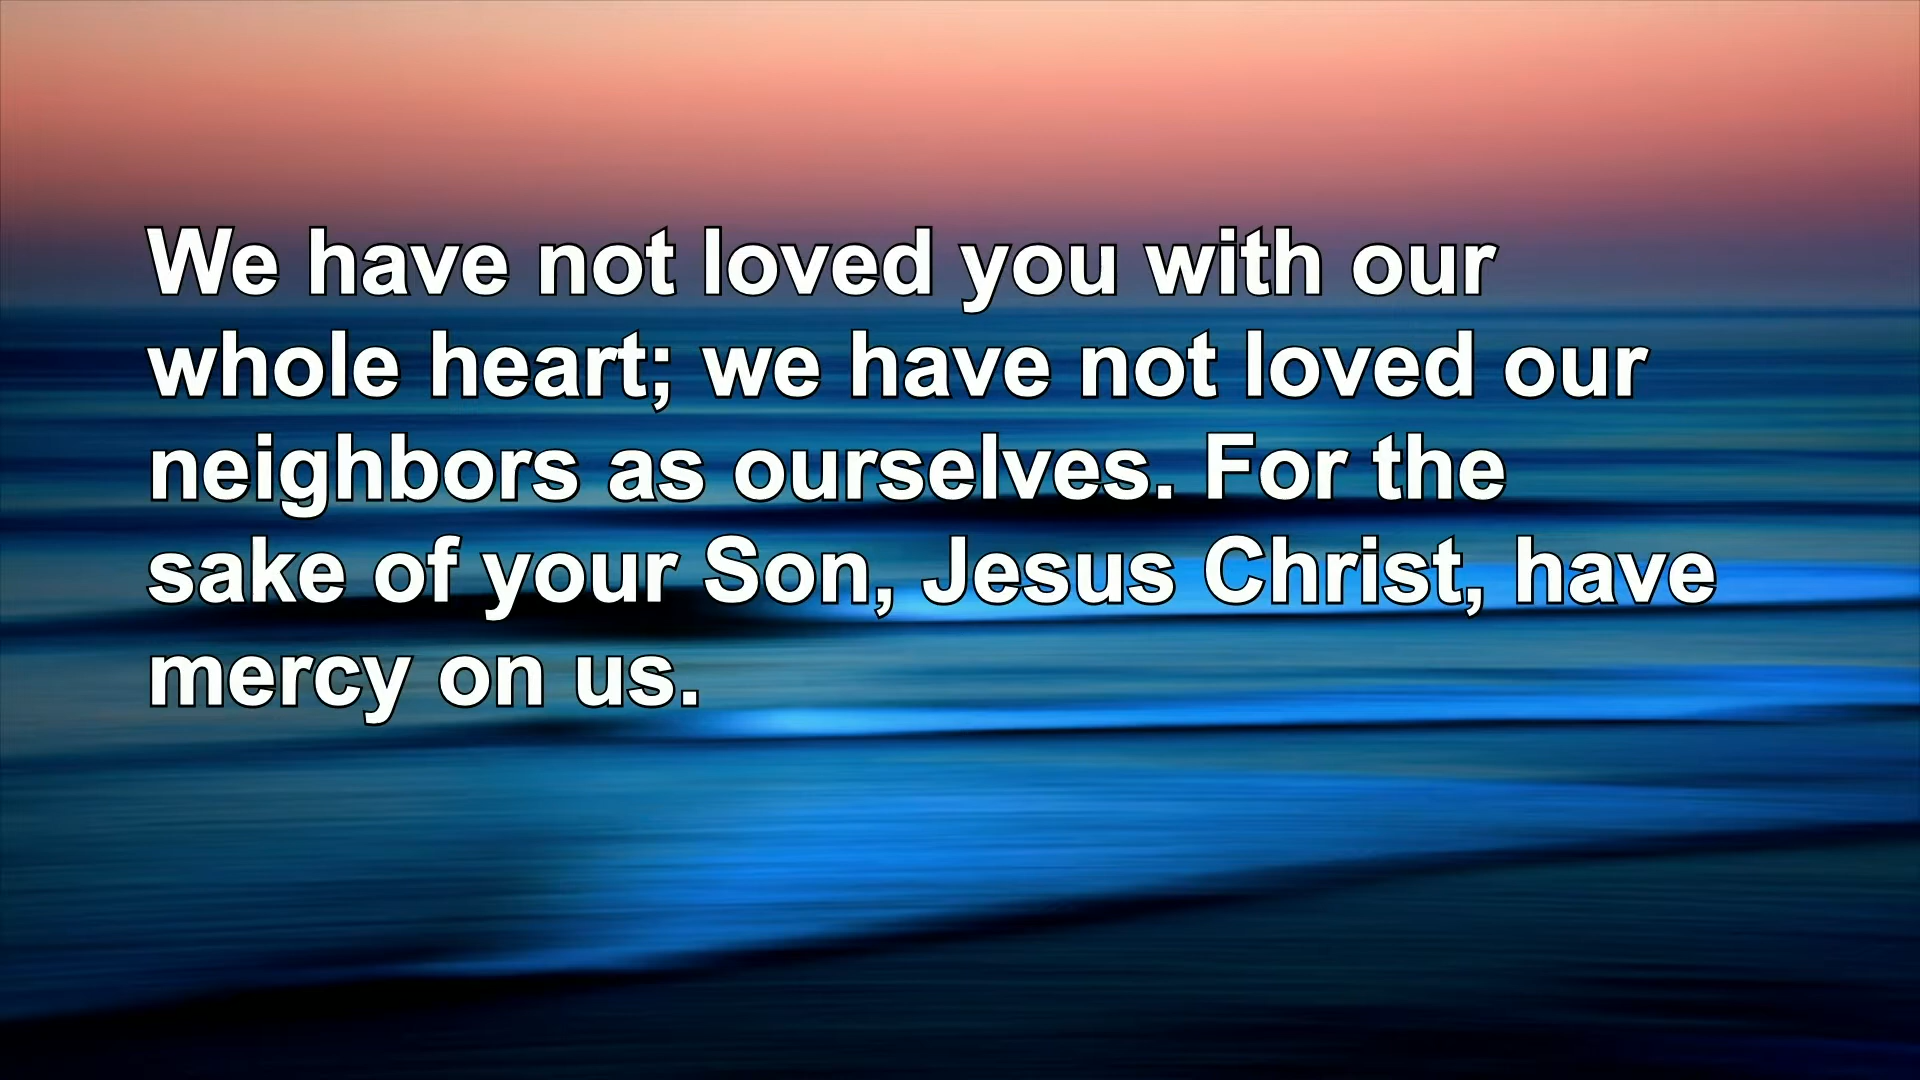 We have not loved you with our
whole heart; we have not loved our
neighbors as ourselves. For the
sake of your Son, Jesus Christ, have
mercy on us.